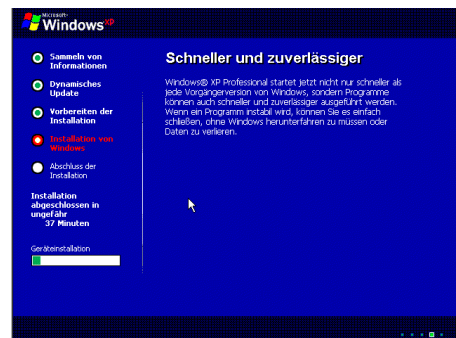 Microsoft
Windows xp
Sammeln von
Informationen
Dynamisches
Update
Vorbereiten der
Installation
Installation von
Windows
Abschluss der
Installation
Installation
abgeschlossen in
ungefähr
37 Minuten
Geräteinstallation
Schneller und zuverlässiger
Windows® XP Professional startet jetzt nicht nur schneller als
jede Vorgängerversion von Windows, sondern Programme
können auch schneller und zuverlässiger ausgeführt werden.
Wenn ein Programm instabil wird, können Sie es einfach
schließen, ohne Windows herunterfahren zu müssen oder
Daten zu verlieren.